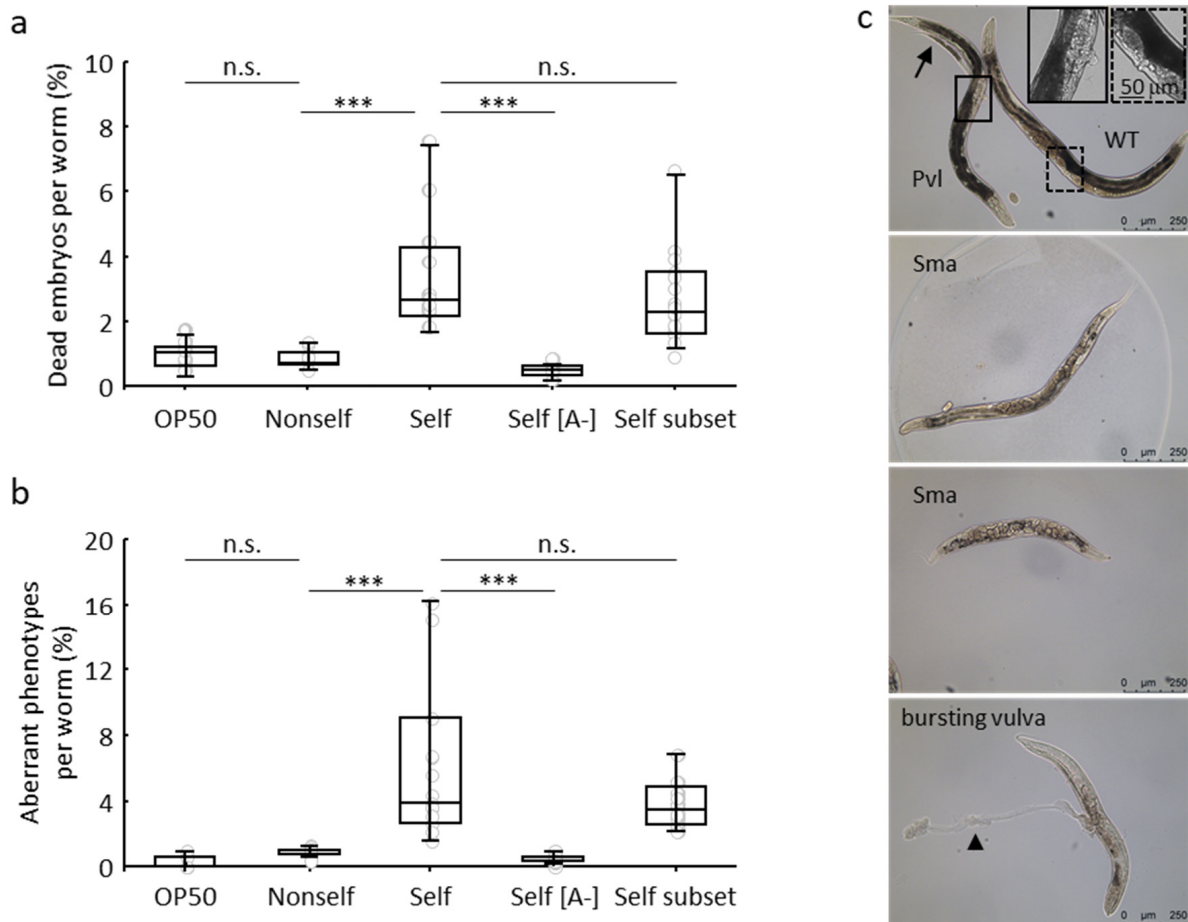 a
Dead embryos per worm (%)
10
8
6
4
2
0
n.s.
***
***
n.s.
OP50 Nonself Self Self [A-] Self subset
b
Aberrant phenotypes
per worm (%)
20
16
12
8
4
0
n.s.
***
***
n.s.
OP50 Nonself Self Self [A-] Self subset
c
50 µm
WT
Pvl
0 µm 250
Sma
0 µm 250
Sma
0 µm 250
bursting vulva
0 µm 250